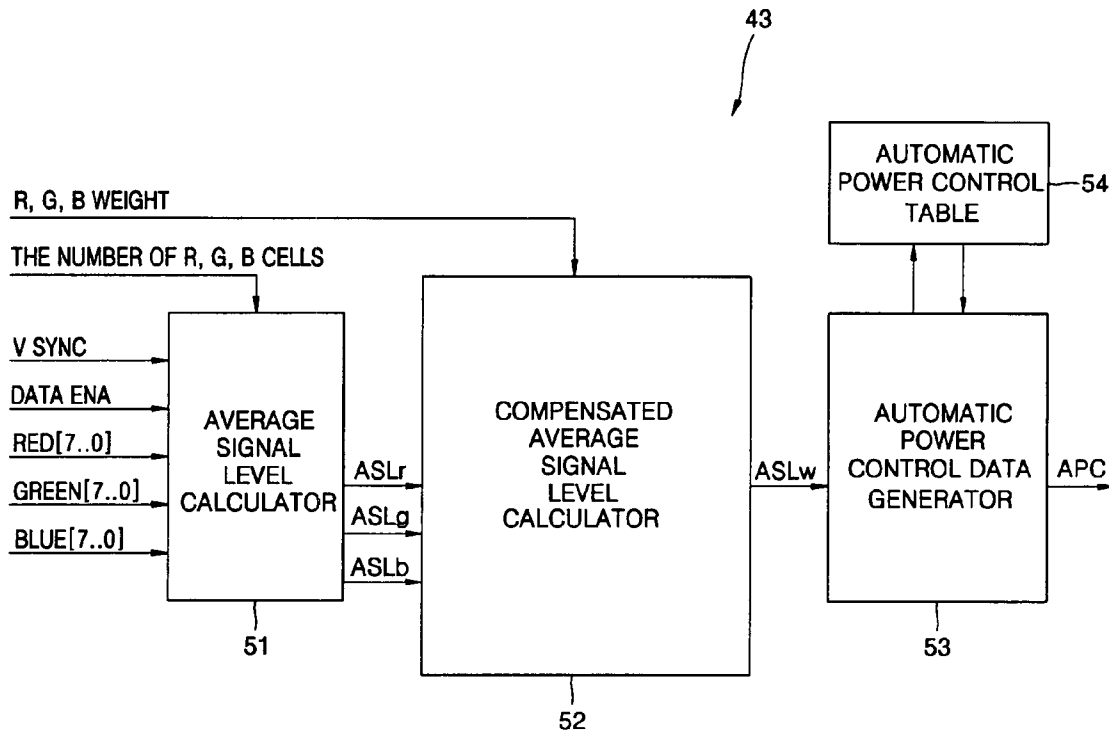 43
AUTOMATIC
POWER CONTROL
TABLE
54
R, G, B WEIGHT
THE NUMBER OF R, G, B CELLS
V SYNC
DATA ENA
RED[7..0]
GREEN[7..0]
BLUE[7..0]
AVERAGE
SIGNAL
LEVEL
CALCULATOR
51
ASLr
ASLg
ASLb
COMPENSATED
AVERAGE
SIGNAL
LEVEL
CALCULATOR
52
ASLw
AUTOMATIC
POWER
CONTROL DATA
GENERATOR
53
APC